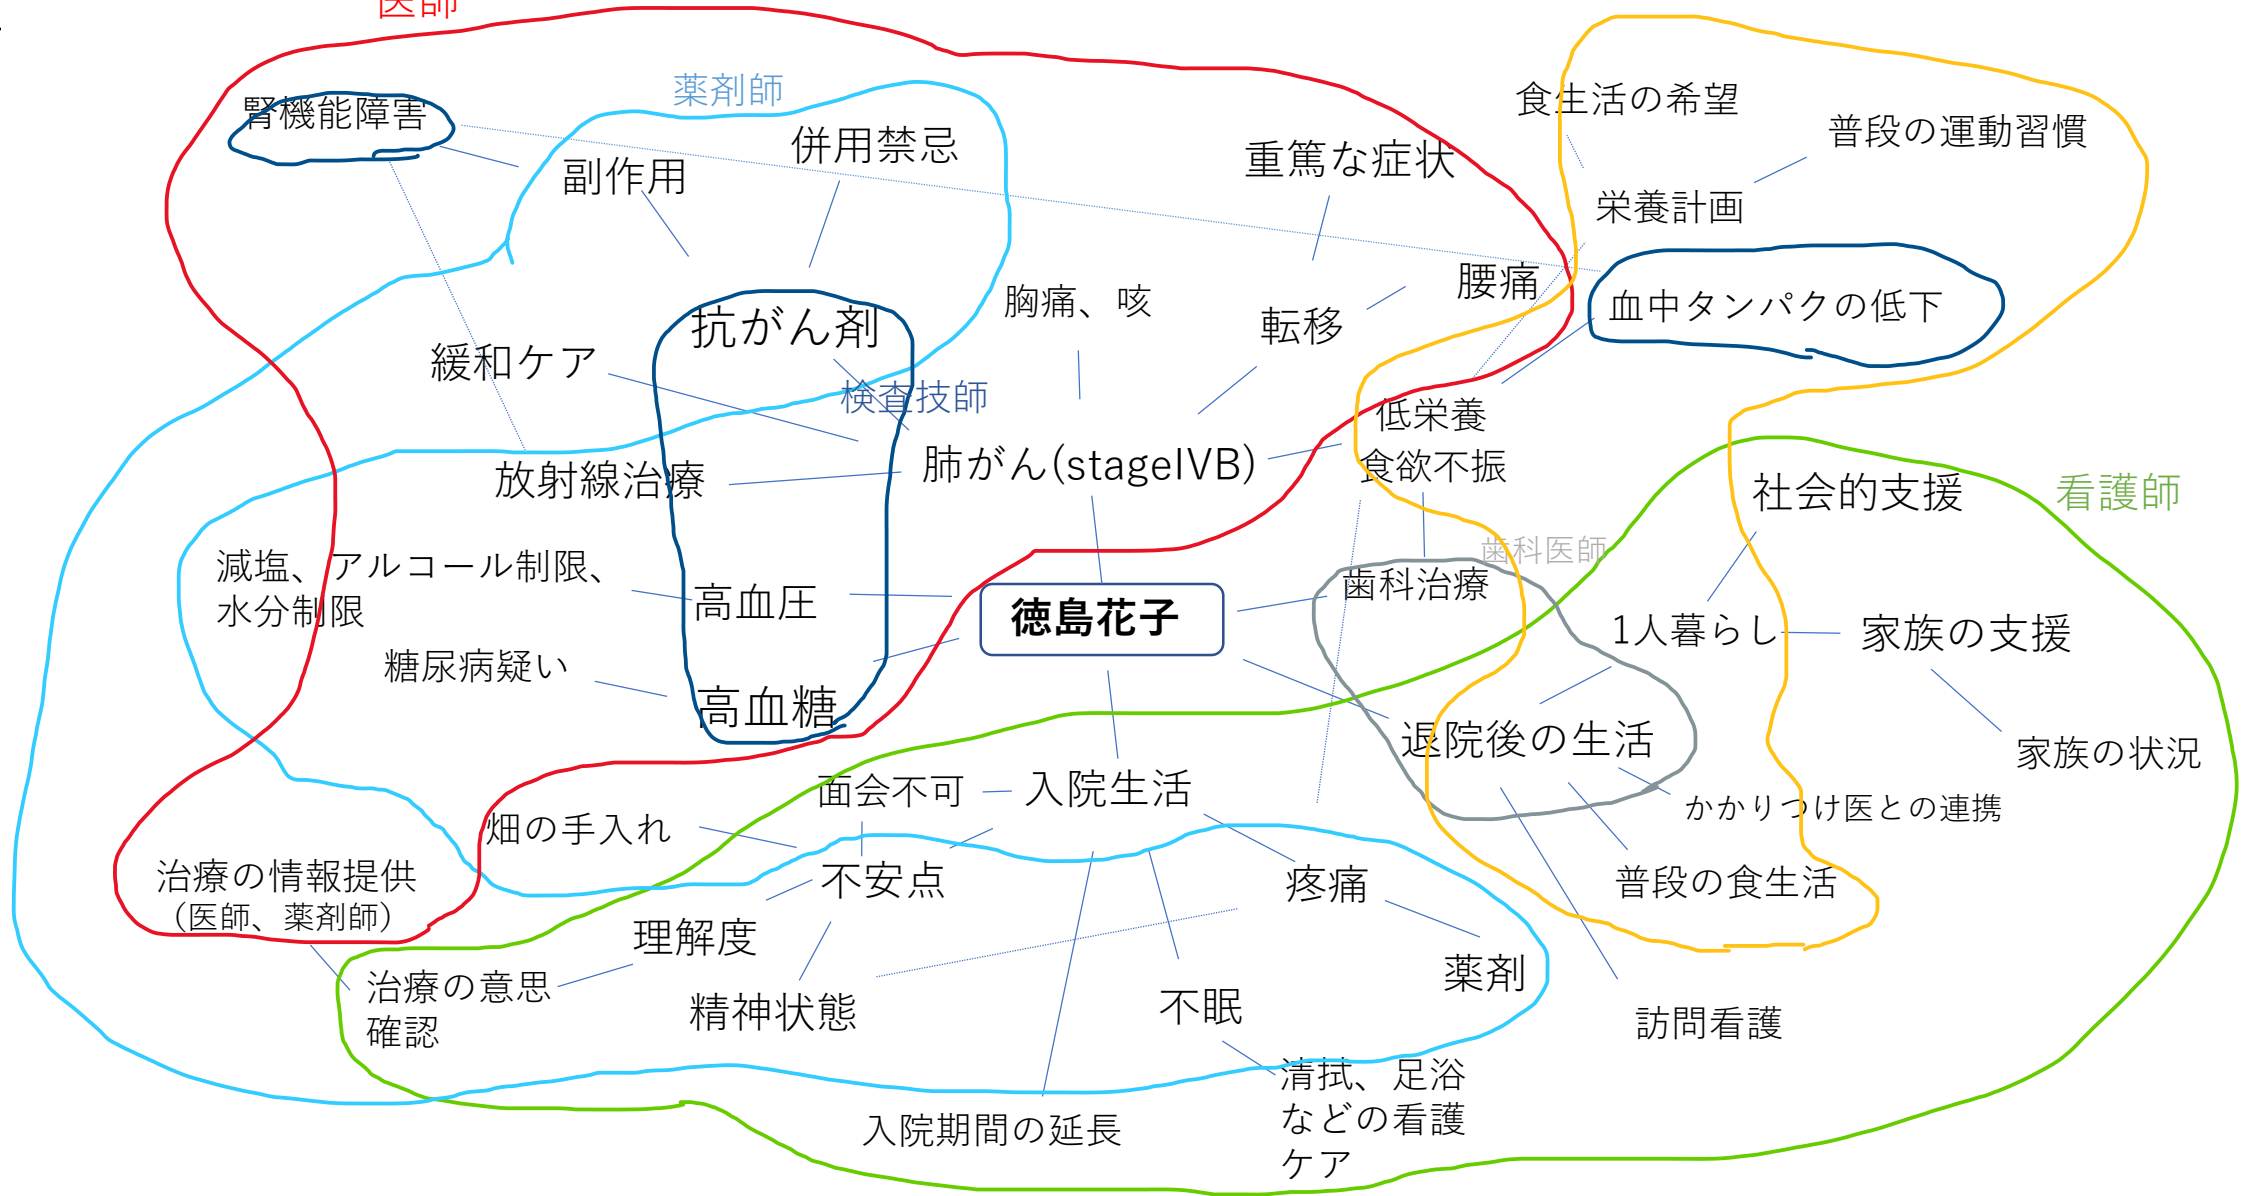 医師
薬剤師
食生活の希望
腎機能障害
併用禁忌
普段の運動習慣
副作用
重篤な症状
栄養計画
腰痛
胸痛、咳
血中タンパクの低下
抗がん剤
転移
緩和ケア
検査技師
低栄養
食欲不振
肺がん(stageIVB)
放射線治療
社会的支援
看護師
歯科医師
減塩、アルコール制限、
水分制限
歯科治療
高血圧
徳島花子
1人暮らし
家族の支援
糖尿病疑い
高血糖
退院後の生活
家族の状況
面会不可
入院生活
かかりつけ医との連携
畑の手入れ
治療の情報提供
（医師、薬剤師）
不安点
疼痛
普段の食生活
理解度
薬剤
治療の意思
確認
精神状態
不眠
訪問看護
清拭、足浴
などの看護
ケア
入院期間の延長